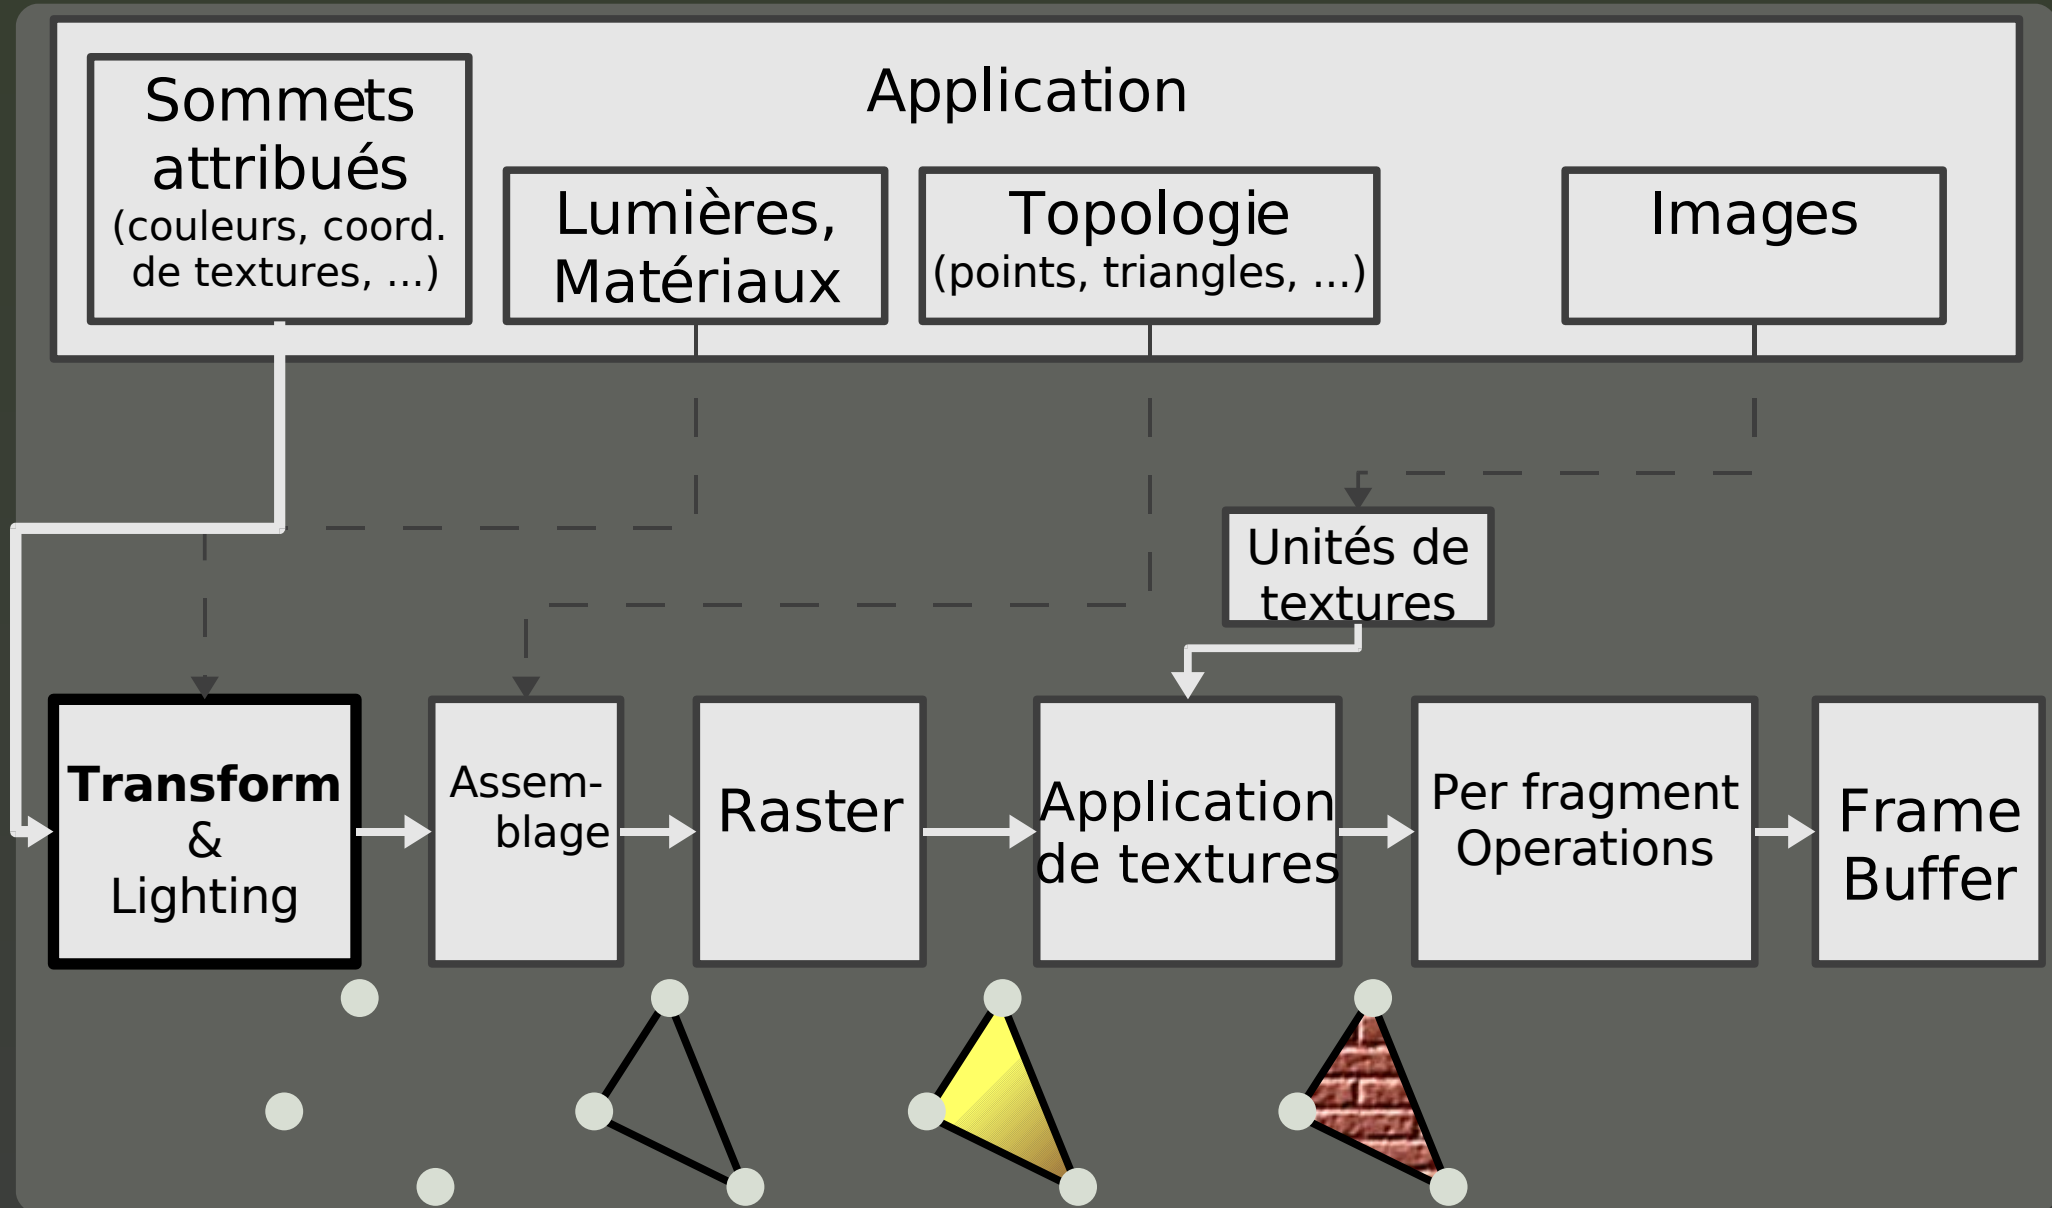 Application
Sommets
attribués
(couleurs, coord.
de textures, ...)
Lumières,
Matériaux
Topologie
(points, triangles, ...)
Images
Unités de
textures
Transform
&
Lighting
Assem-
blage
Raster
Application
de textures
Per fragment
Operations
Frame
Buffer